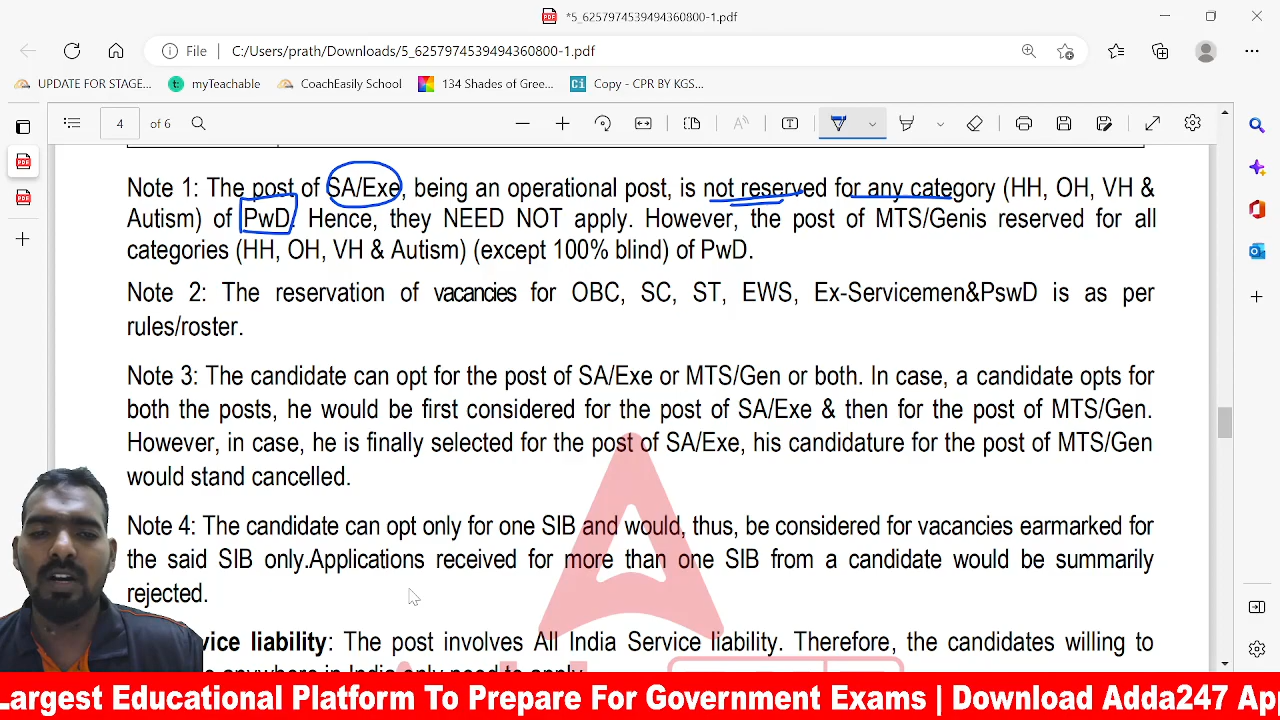 *5_6257974539494360800-1.pdf
File C:/Users/prath/Downloads/5_6257974539494360800-1.pdf
UPDATE FOR STAGE... myTeachable CoachEasily School 134 Shades of Gree... Ci Copy - CPR BY KGS...
4 of 6
Note 1: The post of SA/Exe, being an operational post, is not reserved for any category (HH, OH, VH &
Autism) of PwD. Hence, they NEED NOT apply. However, the post of MTS/Genis reserved for all
categories (HH, OH, VH & Autism) (except 100% blind) of PwD.
Note 2: The reservation of vacancies for OBC, SC, ST, EWS, Ex-Servicemen&PswD is as per
rules/roster.
Note 3: The candidate can opt for the post of SA/Exe or MTS/Gen or both. In case, a candidate opts for
both the posts, he would be first considered for the post of SA/Exe & then for the post of MTS/Gen.
However, in case, he is finally selected for the post of SA/Exe, his candidature for the post of MTS/Gen
would stand cancelled.
Note 4: The candidate can opt only for one SIB and would, thus, be considered for vacancies earmarked for
the said SIB only.Applications received for more than one SIB from a candidate would be summarily
rejected.
vice liability: The post involves All India Service liability. Therefore, the candidates willing to
anywhere in India only need to apply.
Largest Educational Platform To Prepare For Government Exams | Download Adda247 Ap